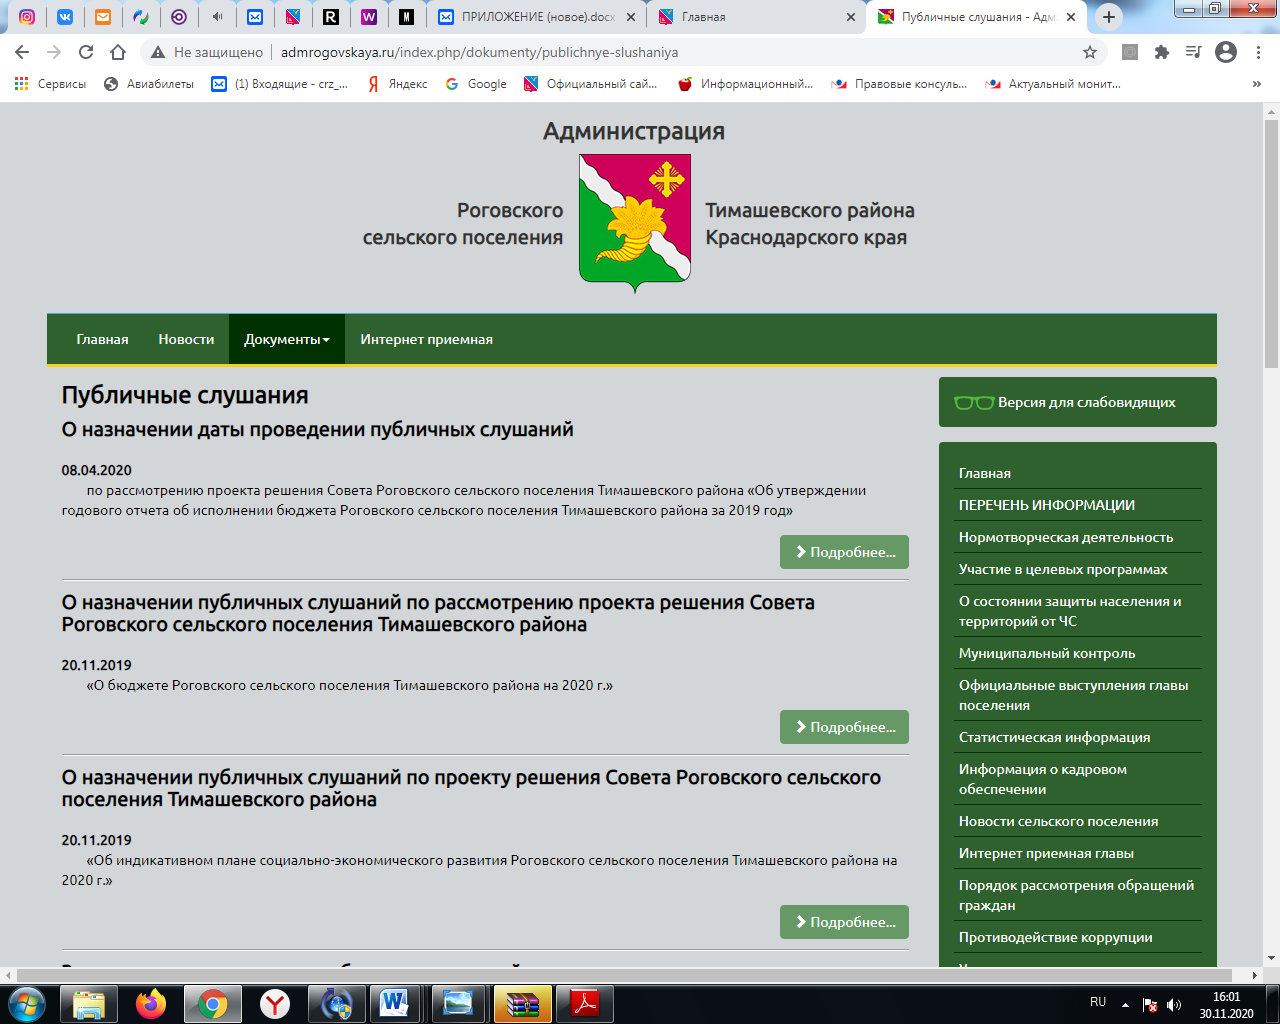 ПРИЛОЖЕНИЕ (новое).docx
Главная
Публичные слушания - Адм
Не защищено
admrogovskaya.ru/index.php/dokumenty/publichnye-slushaniya
Сервисы
Авиабилеты
(1) Входящие - crz_...
Яндекс
Google
Официальный сай...
Информационный...
Правовые консуль...
Актуальный монит...
»
Администрация
Роговского
сельского поселения
Тимашевского района
Краснодарского края
Главная
Новости
Документы
Интернет приемная
Публичные слушания
О назначении даты проведении публичных слушаний
08.04.2020
по рассмотрению проекта решения Совета Роговского сельского поселения Тимашевского района «Об утверждении
годового отчета об исполнении бюджета Роговского сельского поселения Тимашевского района за 2019 год»
Подробнее...
О назначении публичных слушаний по рассмотрению проекта решения Совета
Роговского сельского поселения Тимашевского района
20.11.2019
«О бюджете Роговского сельского поселения Тимашевского района на 2020 г.»
Подробнее...
О назначении публичных слушаний по проекту решения Совета Роговского сельского
поселения Тимашевского района
20.11.2019
«Об индикативном плане социально-экономического развития Роговского сельского поселения Тимашевского района на
2020 г.»
Подробнее...
Версия для слабовидящих
Главная
ПЕРЕЧЕНЬ ИНФОРМАЦИИ
Нормотворческая деятельность
Участие в целевых программах
О состоянии защиты населения и
территорий от ЧС
Муниципальный контроль
Официальные выступления главы
поселения
Статистическая информация
Информация о кадровом
обеспечении
Новости сельского поселения
Интернет приемная главы
Порядок рассмотрения обращений
граждан
Противодействие коррупции
RU
16:01
30.11.2020